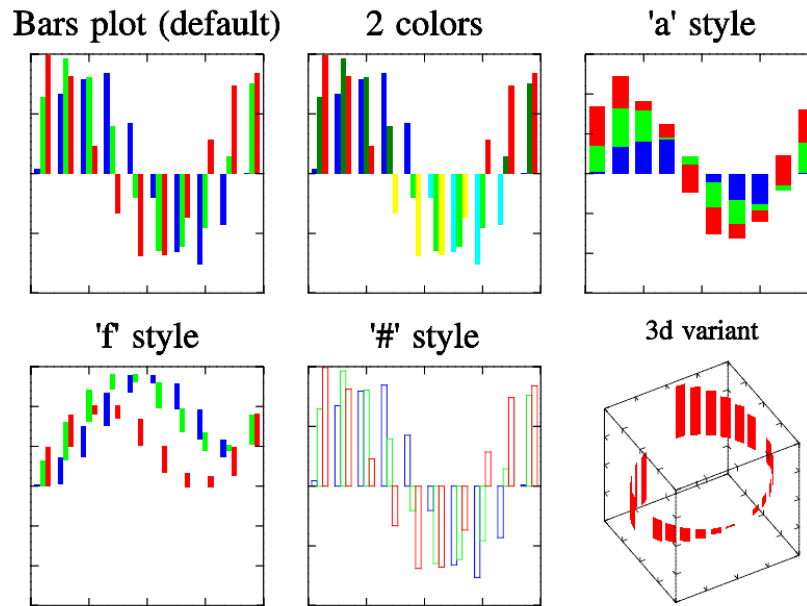 Bars plot (default)
2 colors
'a' style
'f' style
'#' style
3d variant